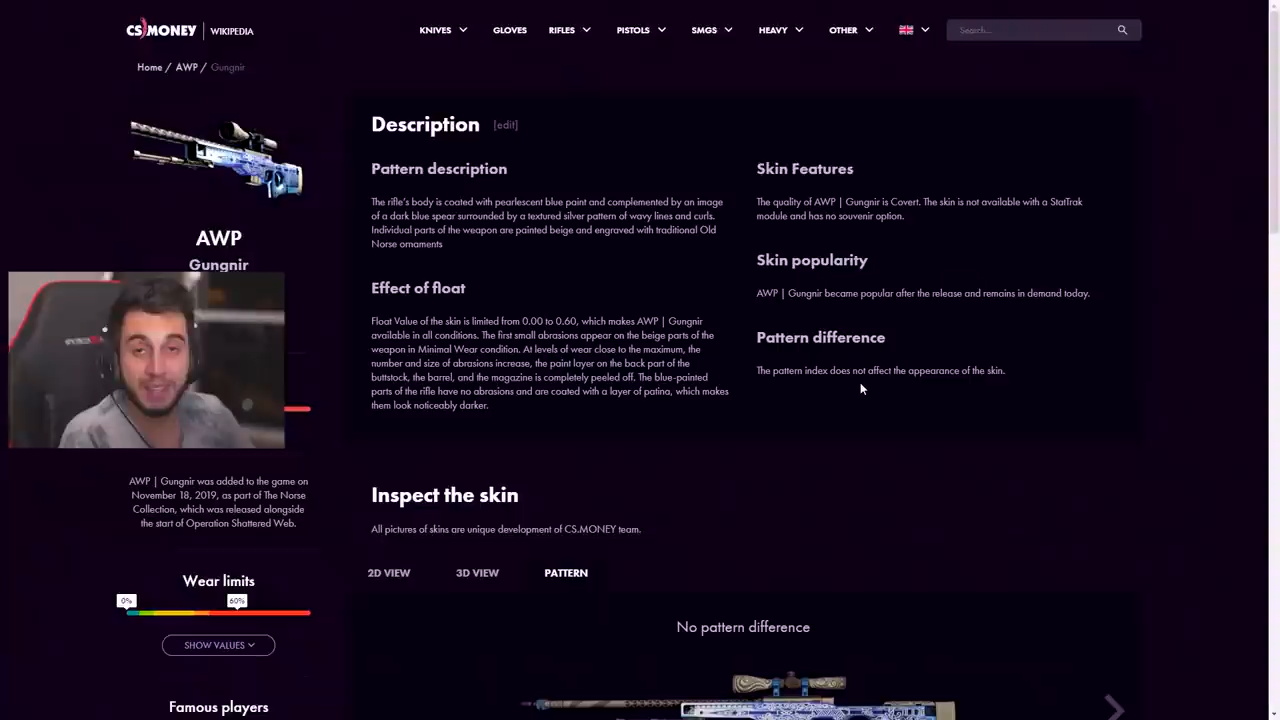 CS MONEY | WIKIPEDIA
KNIVES GLOVES RIFLES PISTOLS SMGS HEAVY OTHER Search...
Home / AWP / Gungnir
AWP
Gungnir
AWP | Gungnir was added to the game on
November 18, 2019, as part of The Norse
Collection, which was released alongside
the start of Operation Shattered Web.
Wear limits
0% 60%
SHOW VALUES
Famous players
Description [edit]
Pattern description
The rifle's body is coated with pearlescent blue paint and complemented by an image
of a dark blue spear surrounded by a textured silver pattern of wavy lines and curls.
Individual parts of the weapon are painted beige and engraved with traditional Old
Norse ornaments
Effect of float
Float Value of the skin is limited from 0.00 to 0.60, which makes AWP | Gungnir
available in all conditions. The first small abrasions appear on the beige parts of the
weapon in Minimal Wear condition. At levels of wear close to the maximum, the
number and size of abrasions increase, the paint layer on the back part of the
buttstock, the barrel, and the magazine is completely peeled off. The blue-painted
parts of the rifle have no abrasions and are coated with a layer of patina, which makes
them look noticeably darker.
Skin Features
The quality of AWP | Gungnir is Covert. The skin is not available with a StatTrak
module and has no souvenir option.
Skin popularity
AWP | Gungnir became popular after the release and remains in demand today.
Pattern difference
The pattern index does not affect the appearance of the skin.
Inspect the skin
All pictures of skins are unique development of CS.MONEY team.
2D VIEW 3D VIEW PATTERN
No pattern difference